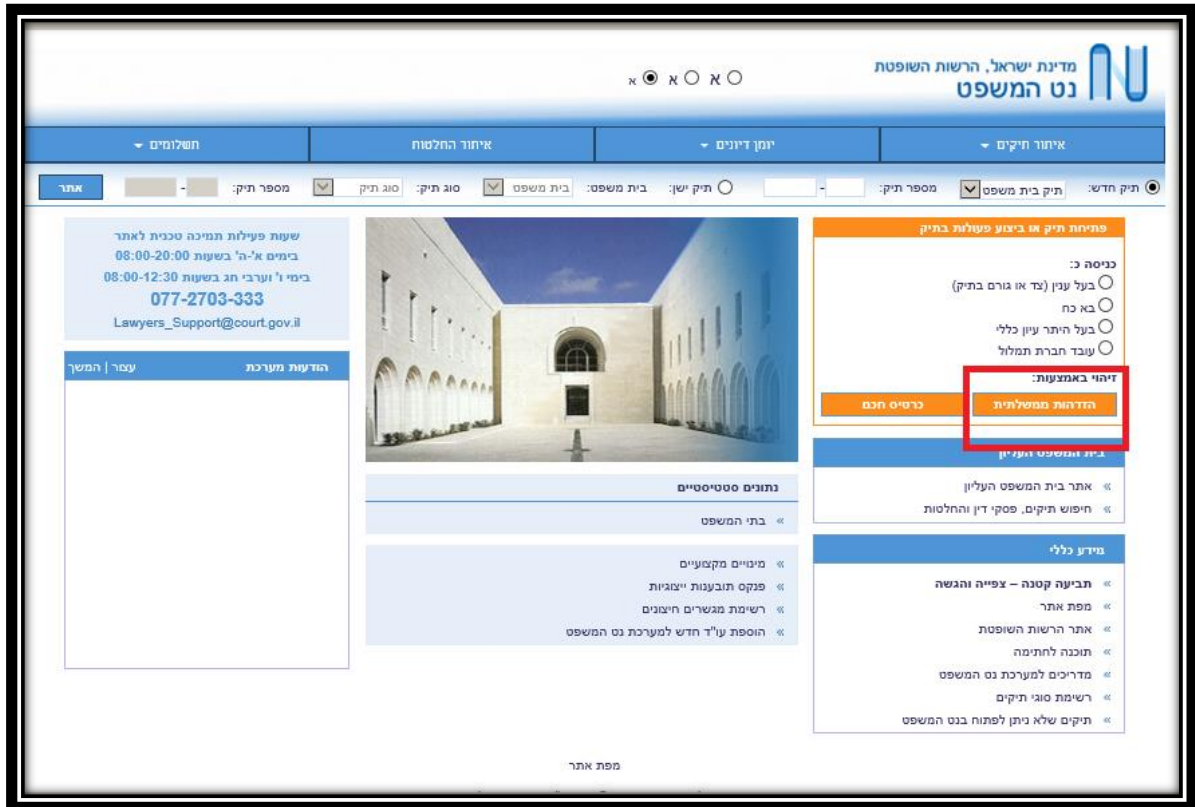 מדינת ישראל, הרשות השופטת
נט המשפט
א א א
איתור תיקים
יומן דיונים
איתור החלטות
תשלומים
תיק חדש: תיק בית משפט מספר תיק: - תיק ישן: בית משפט: בית משפט סוג תיק: סוג תיק מספר תיק: - אתר
פתיחת תיק או ביצוע פעולות בתיק
כניסה כ:
בעל ענין (צד או גורם בתיק)
בא כח
בעל היתר עיון כללי
עובד חברת תמלול
זיהוי באמצעות:
הזדהות ממשלתית
כרטיס חכם
בית המשפט העליון
» אתר בית המשפט העליון
» חיפוש תיקים, פסקי דין והחלטות
מידע כללי
» תביעה קטנה – צפייה והגשה
» מפת אתר
» אתר הרשות השופטת
» תוכנה לחתימה
» מדריכים למערכת נט המשפט
» רשימת סוגי תיקים
» תיקים שלא ניתן לפתוח בנט המשפט
נתונים סטטיסטיים
» בתי המשפט
» מינויים מקצועיים
» פנקס תובענות ייצוגיות
» רשימת מגשרים חיצונים
» הוספת עו"ד חדש למערכת נט המשפט
שעות פעילות תמיכה טכנית לאתר
בימים א'-ה' בשעות 08:00-20:00
בימי ו' וערבי חג בשעות 08:00-12:30
077-2703-333
Lawyers_Support@court.gov.il
הודעות מערכת
עצור | המשך
מפת אתר